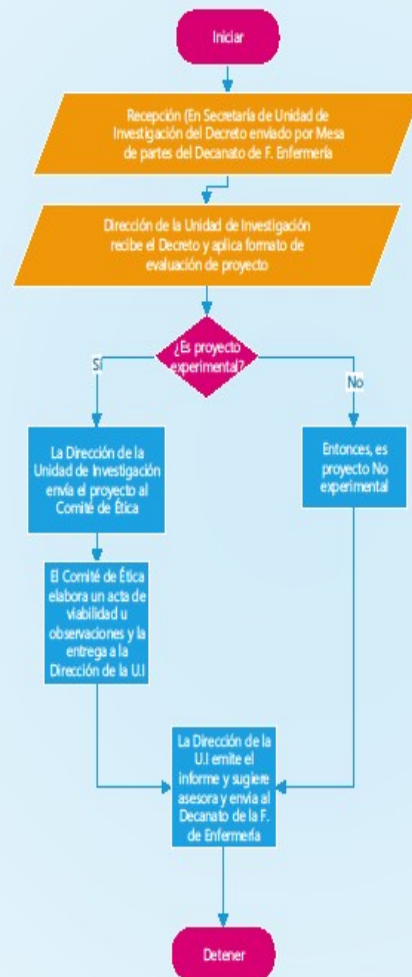 Iniciar
Recepción (En Secretaría de Unidad de
Investigación del Decreto enviado por Mesa
de partes del Decanato de F. Enfermería
Dirección de la Unidad de Investigación
recibe el Decreto y aplica formato de
evaluación de proyecto
¿Es proyecto
experimental?
Sí
No
La Dirección de la
Unidad de Investigación
envía el proyecto al
Comité de Ética
Entonces, es
proyecto No
experimental
El Comité de Ética
elabora un acta de
viabilidad u
observaciones y la
entrega a la
Dirección de la U.I
La Dirección de la
U.I emite el
informe y sugiere
asesora y envía al
Decanato de la F.
de Enfermería
Detener